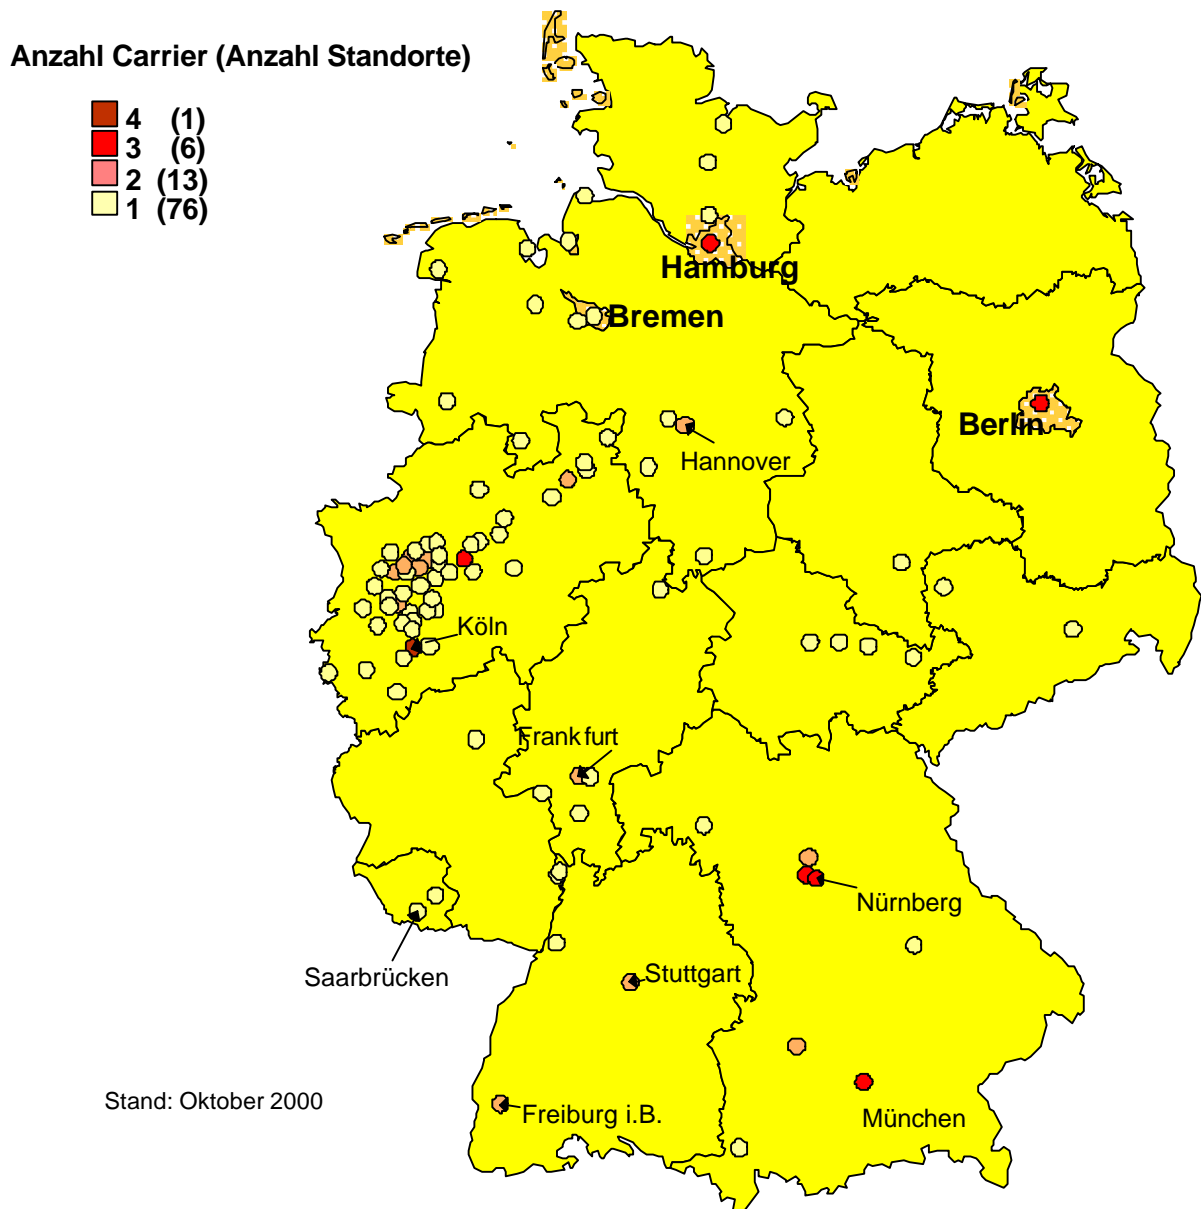 Anzahl Carrier (Anzahl Standorte)
4 (1)
3 (6)
2 (13)
1 (76)
Hamburg
Bremen
Berlin
Hannover
Köln
Frankfurt
Nürnberg
Saarbrücken
Stuttgart
Stand: Oktober 2000
Freiburg i.B.
München